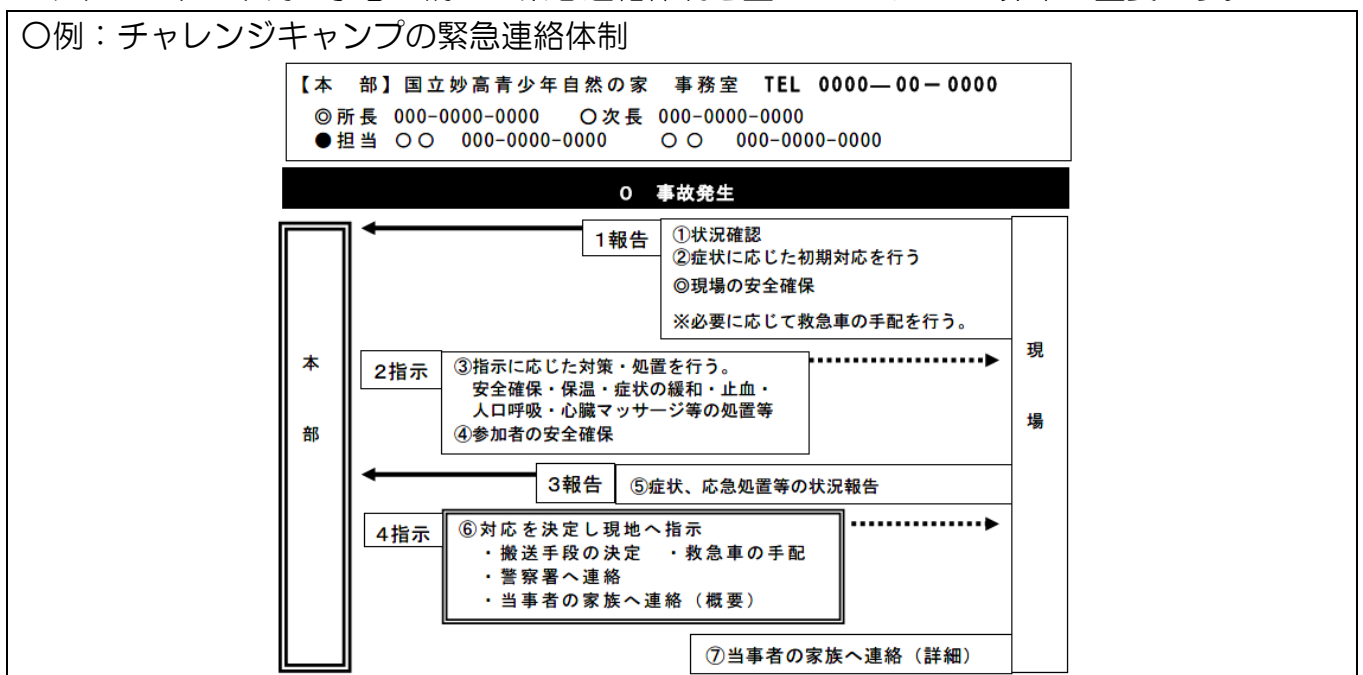 〇例：チャレンジキャンプの緊急連絡体制
【本　部】国立妙高青少年自然の家　事務室　TEL　0000―00－0000
◎所長　000-0000-0000　　〇次長　000-0000-0000
●担当　〇〇　000-0000-0000　　〇〇　000-0000-0000
０　事故発生
１報告
①状況確認
②症状に応じた初期対応を行う
◎現場の安全確保
※必要に応じて救急車の手配を行う。
本部
現場
２指示
③指示に応じた対策・処置を行う。
安全確保・保温・症状の緩和・止血・
人口呼吸・心臓マッサージ等の処置等
④参加者の安全確保
３報告
⑤症状、応急処置等の状況報告
４指示
⑥対応を決定し現地へ指示
・搬送手段の決定　・救急車の手配
・警察署へ連絡
・当事者の家族へ連絡（概要）
⑦当事者の家族へ連絡（詳細）